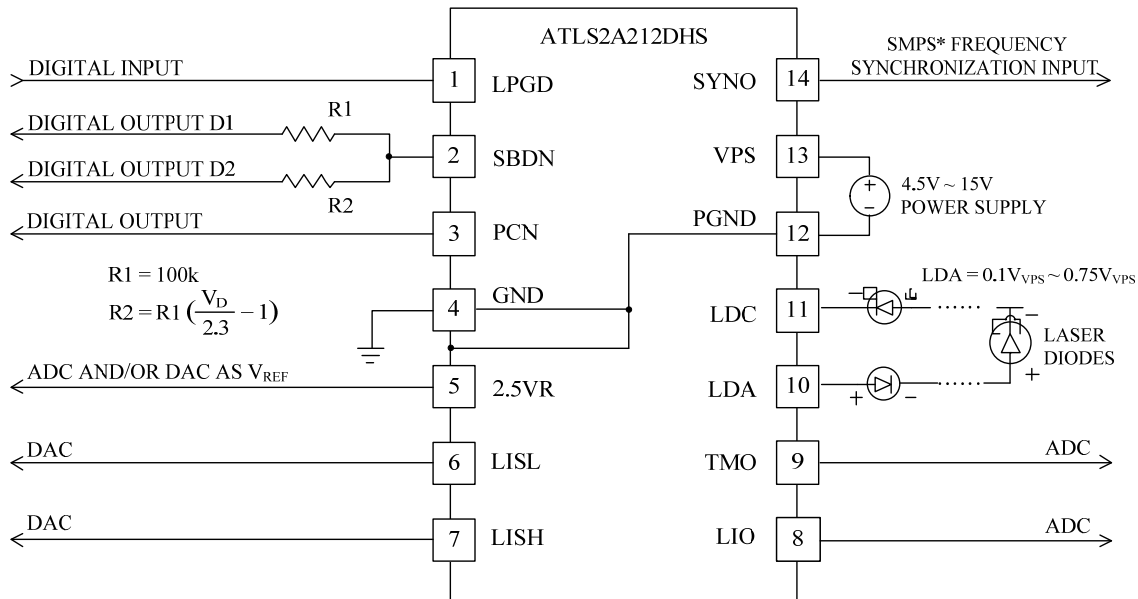 ATLS2A212DHS
DIGITAL INPUT
1
LPGD
DIGITAL OUTPUT D1
R1
DIGITAL OUTPUT D2
R2
2
SBDN
DIGITAL OUTPUT
3
PCN
R1 = 100k
R2 = R1 (V_D/2.3 − 1)
4
GND
ADC AND/OR DAC AS V_REF
5
2.5VR
DAC
6
LISL
DAC
7
LISH
SMPS* FREQUENCY
SYNCHRONIZATION INPUT
SYNO
14
VPS
13
+
−
4.5V ~ 15V
POWER SUPPLY
PGND
12
LDA = 0.1V_VPS ~ 0.75V_VPS
LDC
11
−
−
LASER
DIODES
+
LDA
10
+
-
TMO
9
ADC
LIO
8
ADC